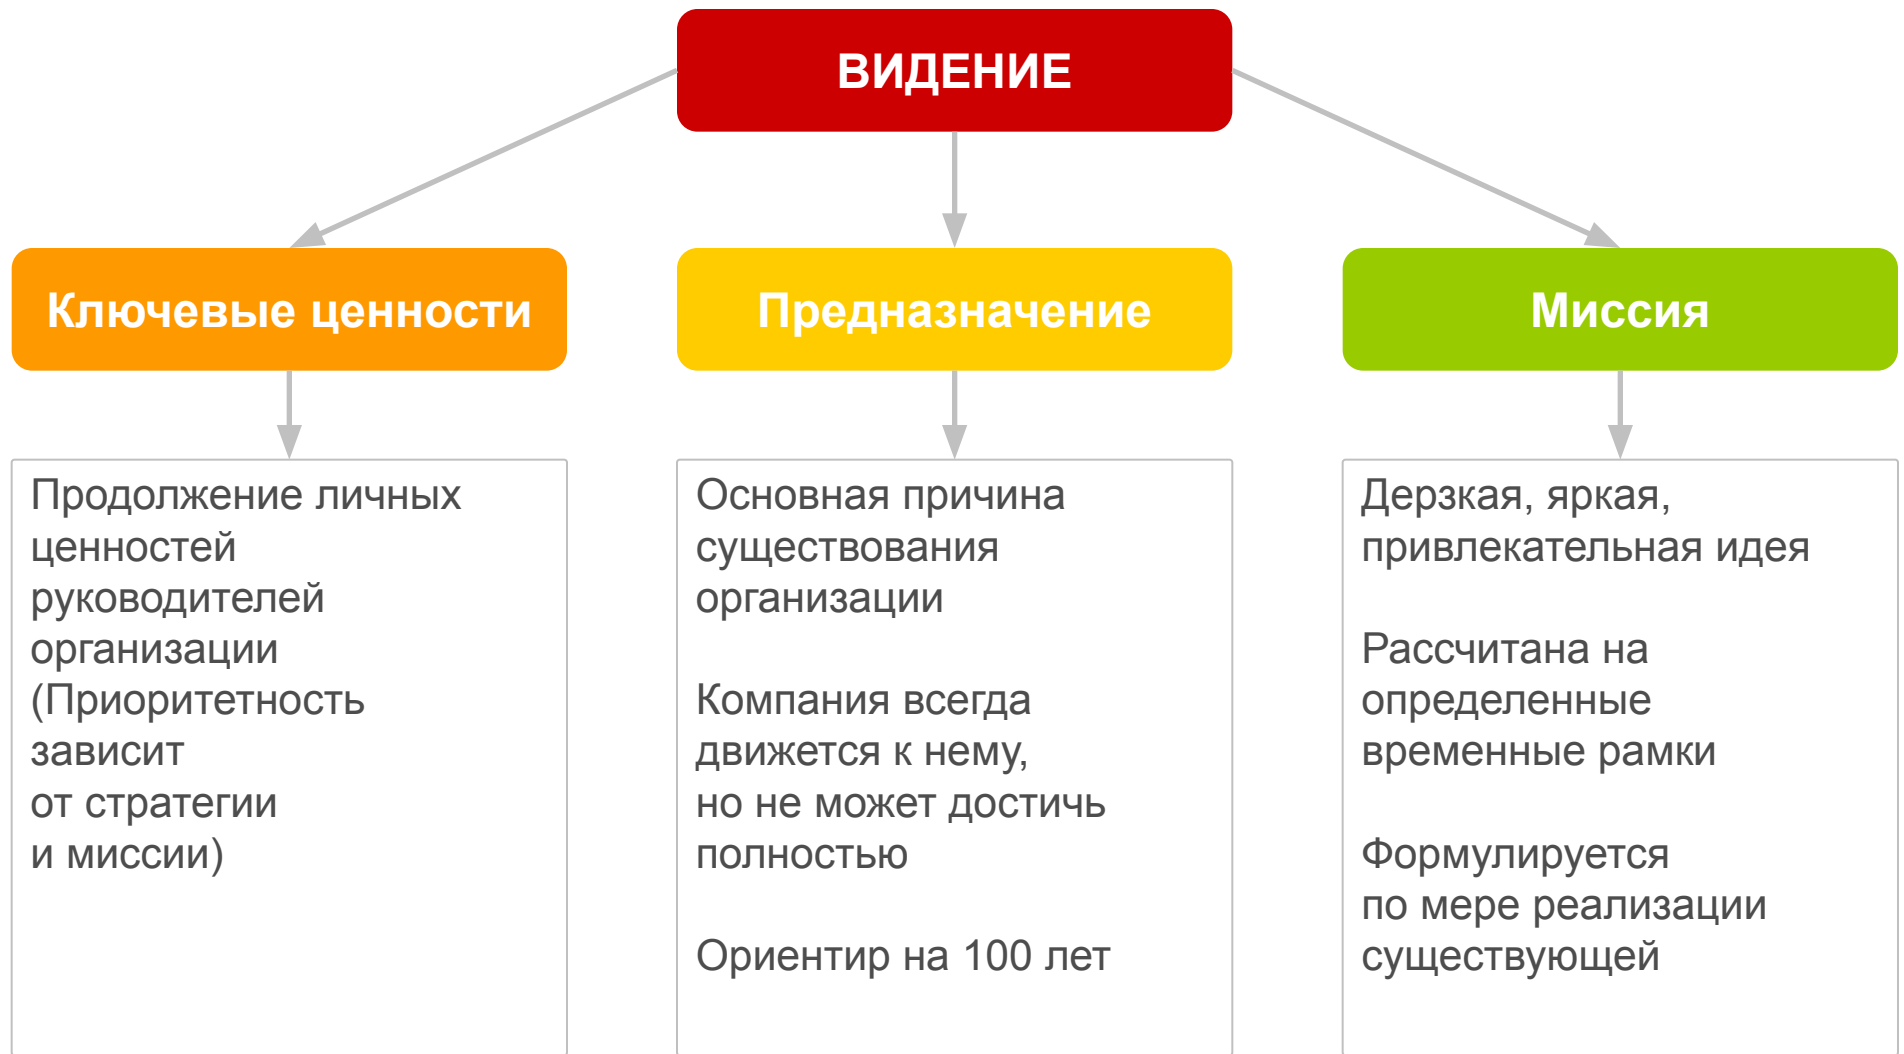 ВИДЕНИЕ
Ключевые ценности
Предназначение
Миссия
Продолжение личных
ценностей
руководителей
организации
(Приоритетность
зависит
от стратегии
и миссии)
Основная причина
существования
организации
Компания всегда
движется к нему,
но не может достичь
полностью
Ориентир на 100 лет
Дерзкая, яркая,
привлекательная идея
Рассчитана на
определенные
временные рамки
Формулируется
по мере реализации
существующей